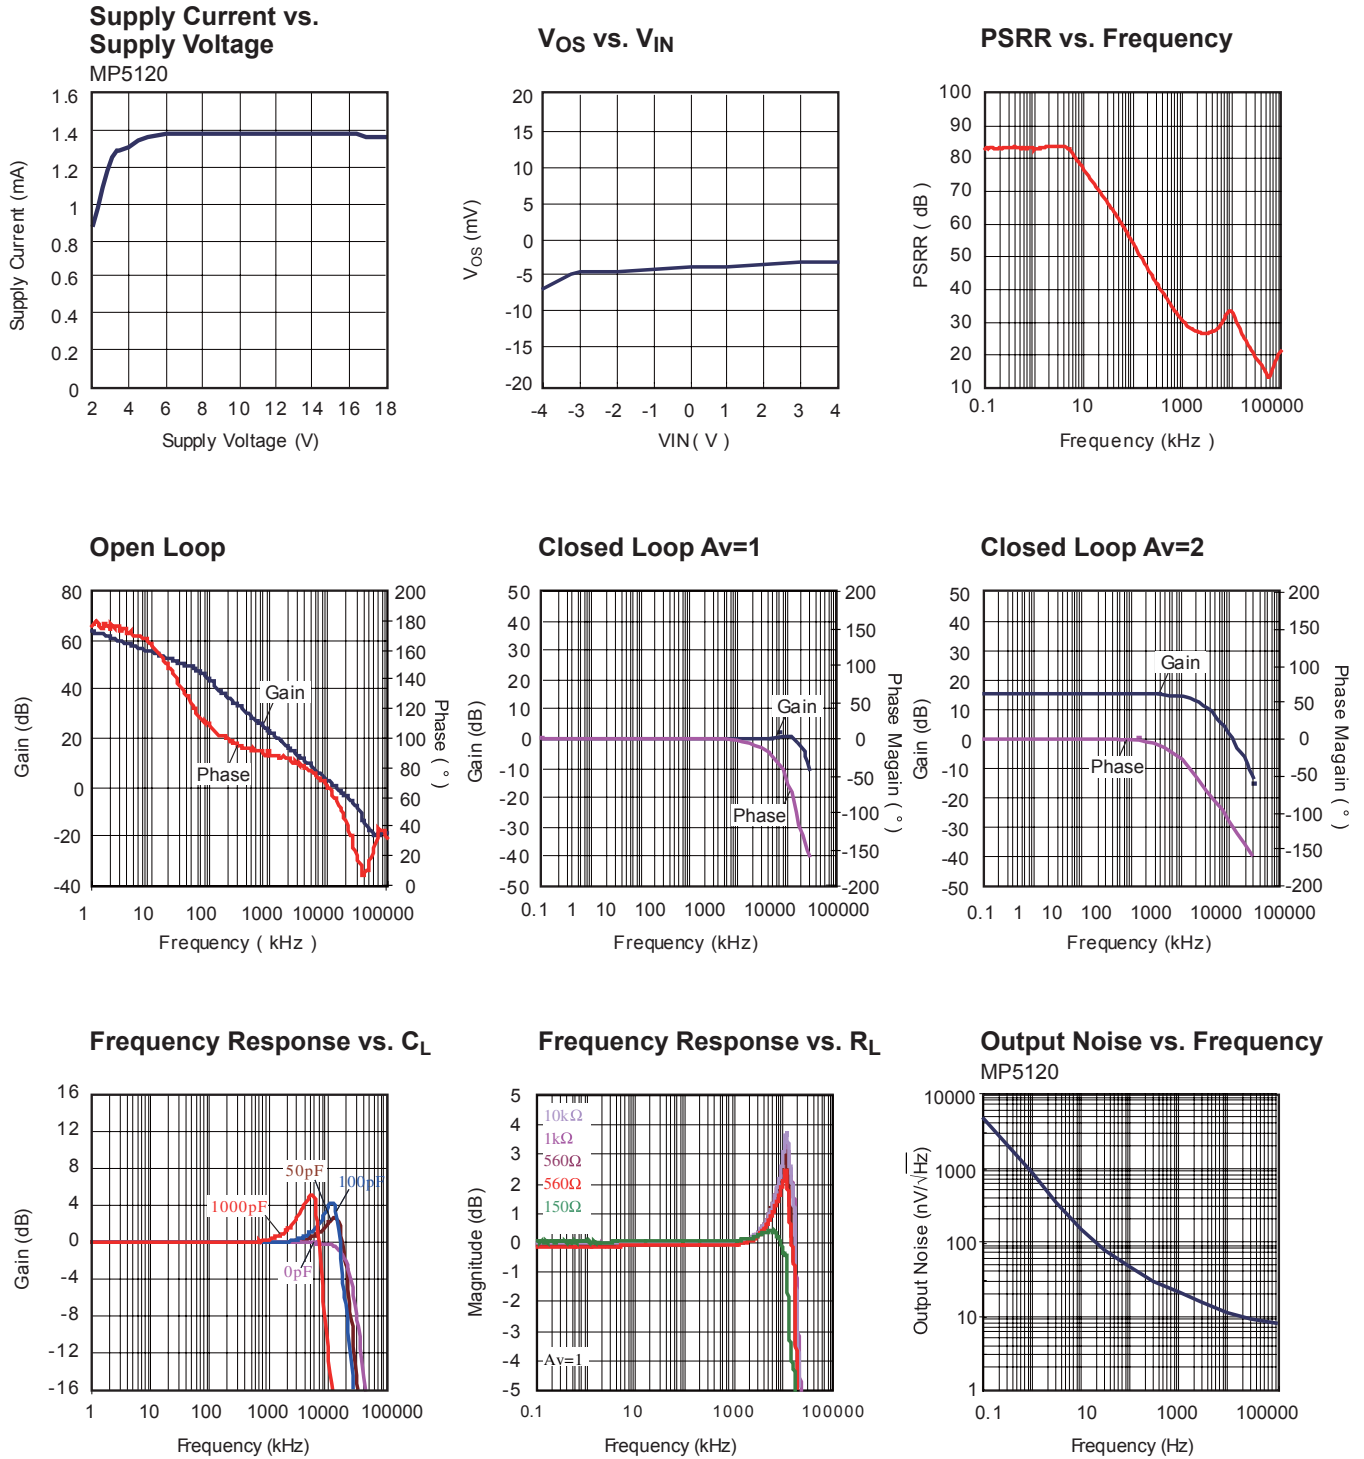 Supply Current vs.
Supply Voltage
MP5120
1.6
1.4
1.2
1
0.8
0.6
0.4
0.2
0
2 4 6 8 10 12 14 16 18
Supply Current (mA)
Supply Voltage (V)
VOS vs. VIN
20
15
10
5
0
-5
-10
-15
-20
-4 -3 -2 -1 0 1 2 3 4
VOS (mV)
VIN ( V )
PSRR vs. Frequency
100
90
80
70
60
50
40
30
20
10
0.1 10 1000 100000
PSRR ( dB )
Frequency (kHz )
Open Loop
80
60
40
20
0
-20
-40
200
180
160
140
120
100
80
60
40
20
0
Gain
Phase
1 10 100 1000 10000 100000
Gain (dB)
Phase ( ° )
Frequency ( kHz )
Closed Loop Av=1
50
40
30
20
10
0
-10
-20
-30
-40
-50
200
150
100
50
0
-50
-100
-150
-200
Gain
Phase
0.1 1 10 100 1000 10000 100000
Gain (dB)
Phase Magain ( ° )
Frequency (kHz)
Closed Loop Av=2
50
40
30
20
10
0
-10
-20
-30
-40
-50
200
150
100
50
0
-50
-100
-150
-200
Gain
Phase
0.1 1 10 100 1000 10000 100000
Gain (dB)
Phase Magain ( ° )
Frequency (kHz)
Frequency Response vs. CL
16
12
8
4
0
-4
-8
-12
-16
50pF
100pF
1000pF
0pF
1 10 100 1000 10000 100000
Gain (dB)
Frequency (kHz)
Frequency Response vs. RL
5
4
3
2
1
0
-1
-2
-3
-4
-5
10kΩ
1kΩ
560Ω
560Ω
150Ω
Av=1
0.1 10 1000 100000
Magnitude (dB)
Frequency (kHz)
Output Noise vs. Frequency
MP5120
10000
1000
100
10
1
0.1 10 1000 100000
Output Noise (nV/√Hz)
Frequency (Hz)